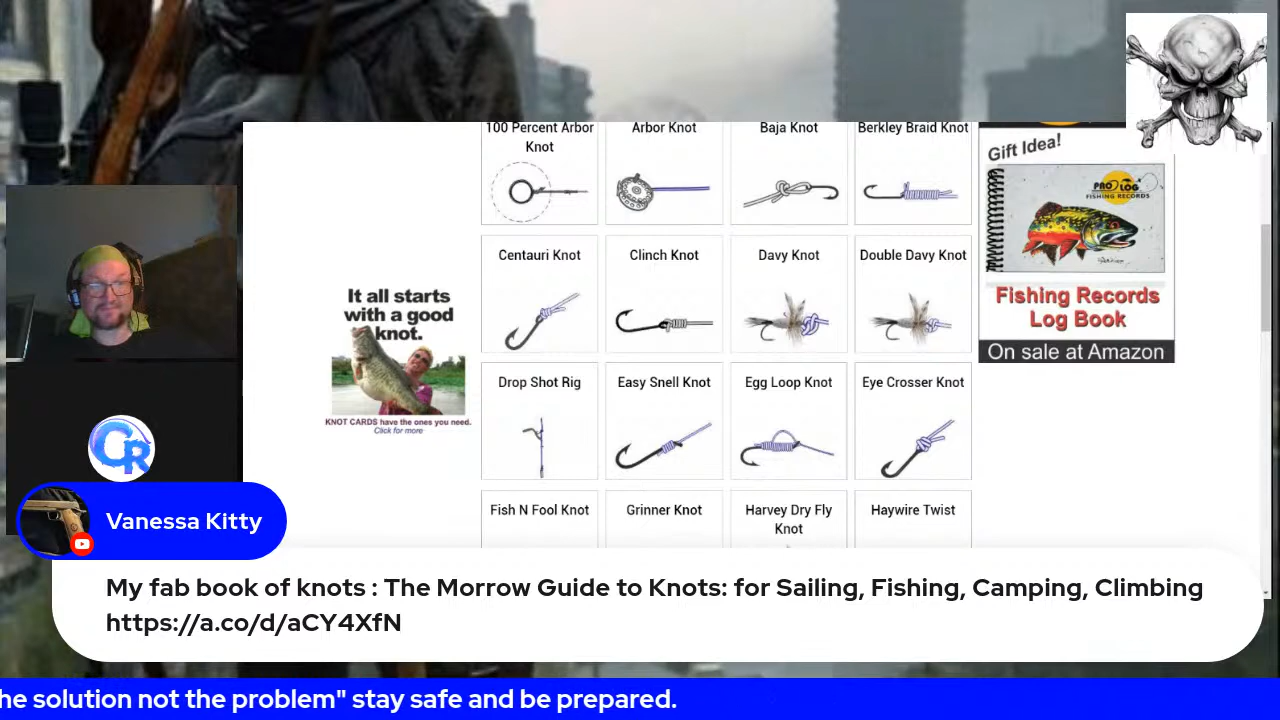 100 Percent Arbor
Knot
Arbor Knot
Baja Knot
Berkley Braid Knot
Gift Idea!
PRO LOG
FISHING RECORDS
Fishing Records
Log Book
On sale at Amazon
Centauri Knot
Clinch Knot
Davy Knot
Double Davy Knot
It all starts
with a good
knot.
KNOT CARDS have the ones you need.
Click for more
Drop Shot Rig
Easy Snell Knot
Egg Loop Knot
Eye Crosser Knot
Fish N Fool Knot
Grinner Knot
Harvey Dry Fly
Knot
Haywire Twist
CR
Vanessa Kitty
My fab book of knots : The Morrow Guide to Knots: for Sailing, Fishing, Camping, Climbing
https://a.co/d/aCY4XfN
he solution not the problem" stay safe and be prepared.